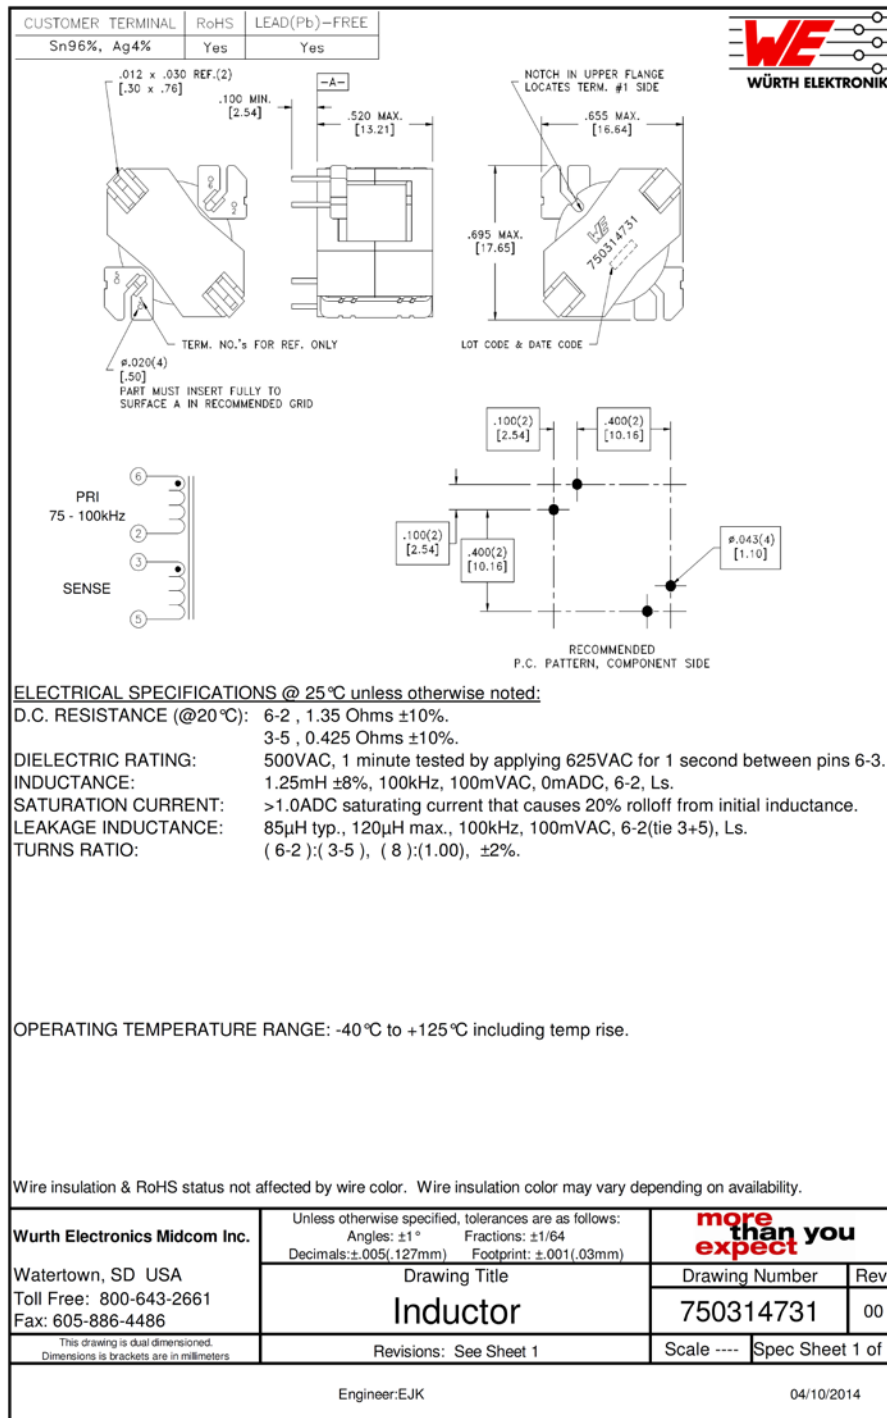 CUSTOMER TERMINAL RoHS LEAD(Pb)-FREE
Sn96%, Ag4% Yes Yes
WE
WÜRTH ELEKTRONIK
.012 x .030 REF.(2)
[.30 x .76]
.100 MIN.
[2.54]
-A-
.520 MAX.
[13.21]
NOTCH IN UPPER FLANGE
LOCATES TERM. #1 SIDE
.655 MAX.
[16.64]
.695 MAX.
[17.65]
WE
750314731
6
2
5
TERM. NO.'s FOR REF. ONLY
LOT CODE & DATE CODE
ø.020(4)
[.50]
PART MUST INSERT FULLY TO
SURFACE A IN RECOMMENDED GRID
.100(2)
[2.54]
.400(2)
[10.16]
.100(2)
[2.54]
.400(2)
[10.16]
ø.043(4)
[1.10]
RECOMMENDED
P.C. PATTERN, COMPONENT SIDE
6
PRI
75 - 100kHz
2
3
SENSE
5
ELECTRICAL SPECIFICATIONS @ 25°C unless otherwise noted:
D.C. RESISTANCE (@20°C): 6-2 , 1.35 Ohms ±10%.
3-5 , 0.425 Ohms ±10%.
DIELECTRIC RATING: 500VAC, 1 minute tested by applying 625VAC for 1 second between pins 6-3.
INDUCTANCE: 1.25mH ±8%, 100kHz, 100mVAC, 0mADC, 6-2, Ls.
SATURATION CURRENT: >1.0ADC saturating current that causes 20% rolloff from initial inductance.
LEAKAGE INDUCTANCE: 85µH typ., 120µH max., 100kHz, 100mVAC, 6-2(tie 3+5), Ls.
TURNS RATIO: ( 6-2 ):( 3-5 ), ( 8 ):(1.00), ±2%.
OPERATING TEMPERATURE RANGE: -40°C to +125°C including temp rise.
Wire insulation & RoHS status not affected by wire color. Wire insulation color may vary depending on availability.
Wurth Electronics Midcom Inc.
Watertown, SD USA
Toll Free: 800-643-2661
Fax: 605-886-4486
This drawing is dual dimensioned.
Dimensions is brackets are in millimeters
Unless otherwise specified, tolerances are as follows:
Angles: ±1° Fractions: ±1/64
Decimals:±.005(.127mm) Footprint: ±.001(.03mm)
Drawing Title
Inductor
Revisions: See Sheet 1
more
than you
expect
Drawing Number Rev
750314731 00
Scale ---- Spec Sheet 1 of
Engineer:EJK 04/10/2014